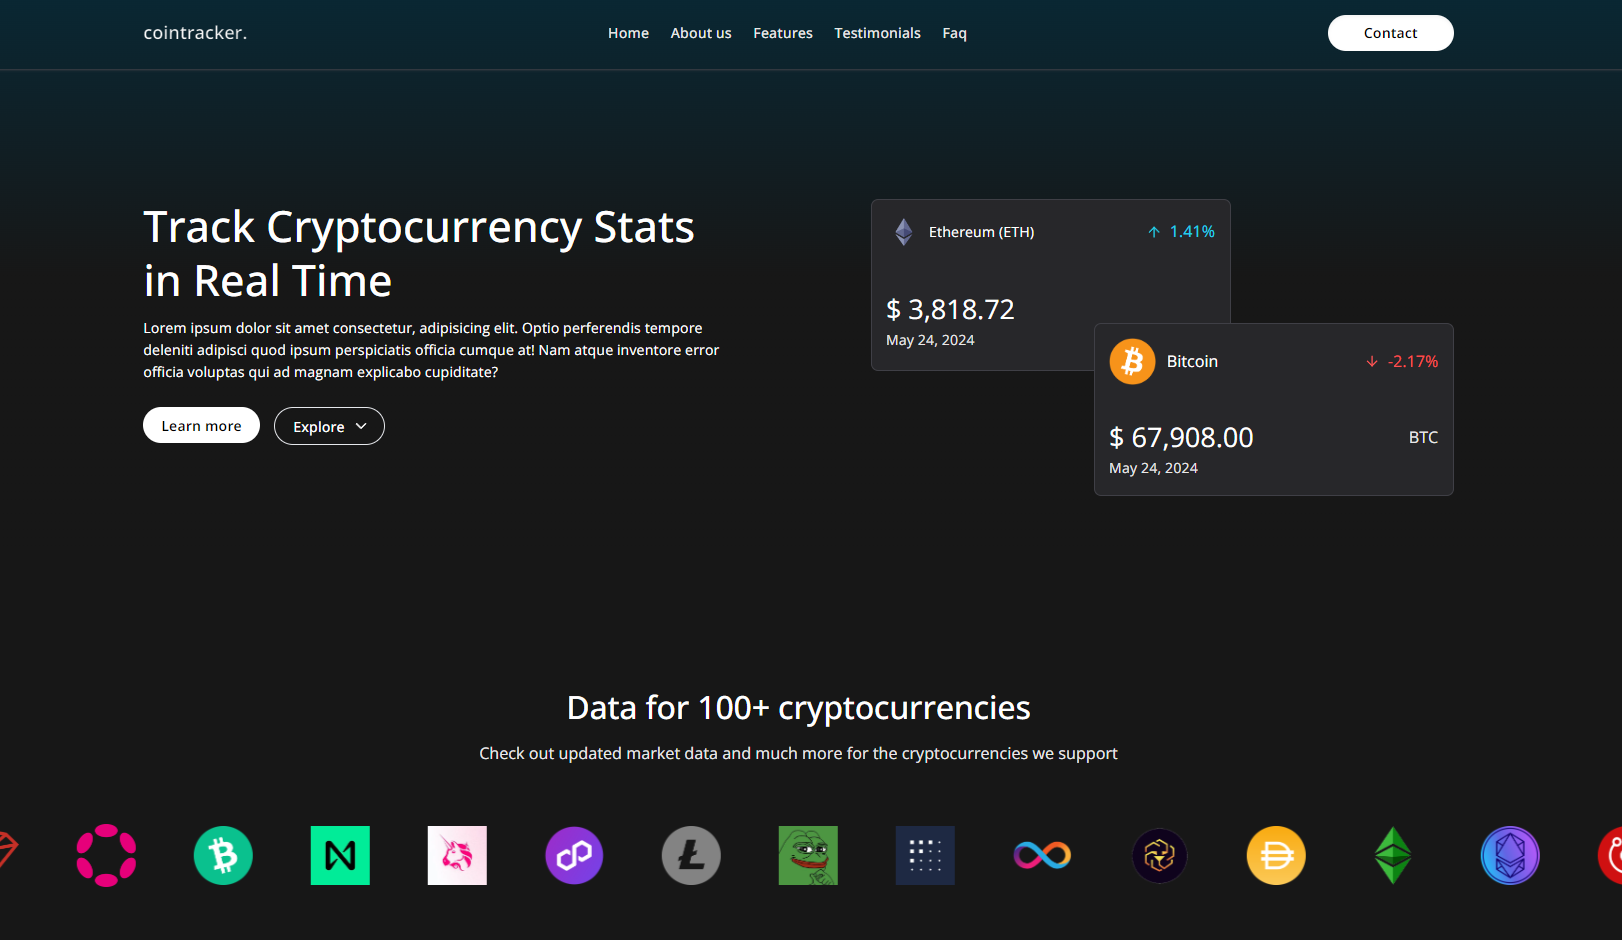 cointracker.
Home About us Features Testimonials Faq
Contact
Track Cryptocurrency Stats
in Real Time
Lorem ipsum dolor sit amet consectetur, adipisicing elit. Optio perferendis tempore
deleniti adipisci quod ipsum perspiciatis officia cumque at! Nam atque inventore error
officia voluptas qui ad magnam explicabo cupiditate?
Learn more
Explore
Ethereum (ETH)
1.41%
$ 3,818.72
May 24, 2024
Bitcoin
-2.17%
$ 67,908.00
BTC
May 24, 2024
Data for 100+ cryptocurrencies
Check out updated market data and much more for the cryptocurrencies we support